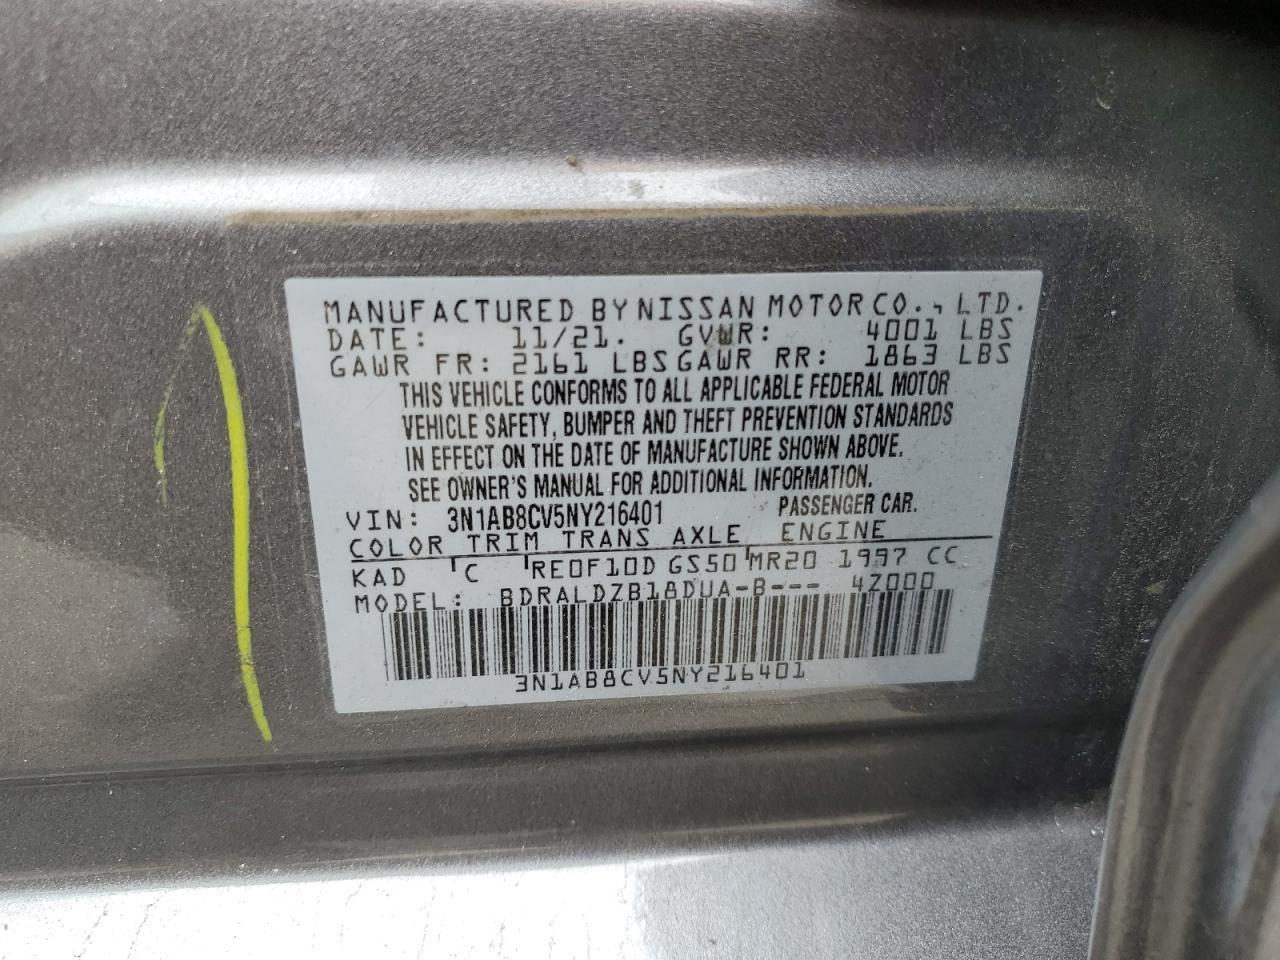 MANUFACTURED BY NISSAN MOTOR CO., LTD.
DATE: 11/21. GVWR: 4001 LBS
GAWR FR: 2161 LBS GAWR RR: 1863 LBS
THIS VEHICLE CONFORMS TO ALL APPLICABLE FEDERAL MOTOR
VEHICLE SAFETY, BUMPER AND THEFT PREVENTION STANDARDS
IN EFFECT ON THE DATE OF MANUFACTURE SHOWN ABOVE.
SEE OWNER'S MANUAL FOR ADDITIONAL INFORMATION.
VIN: 3N1AB8CV5NY216401 PASSENGER CAR.
COLOR TRIM TRANS AXLE ENGINE
KAD C RE0F10D GS50 MR20 1997 CC
MODEL: BDRALDZB18DUA-B--- 4Z000
3N1AB8CV5NY216401